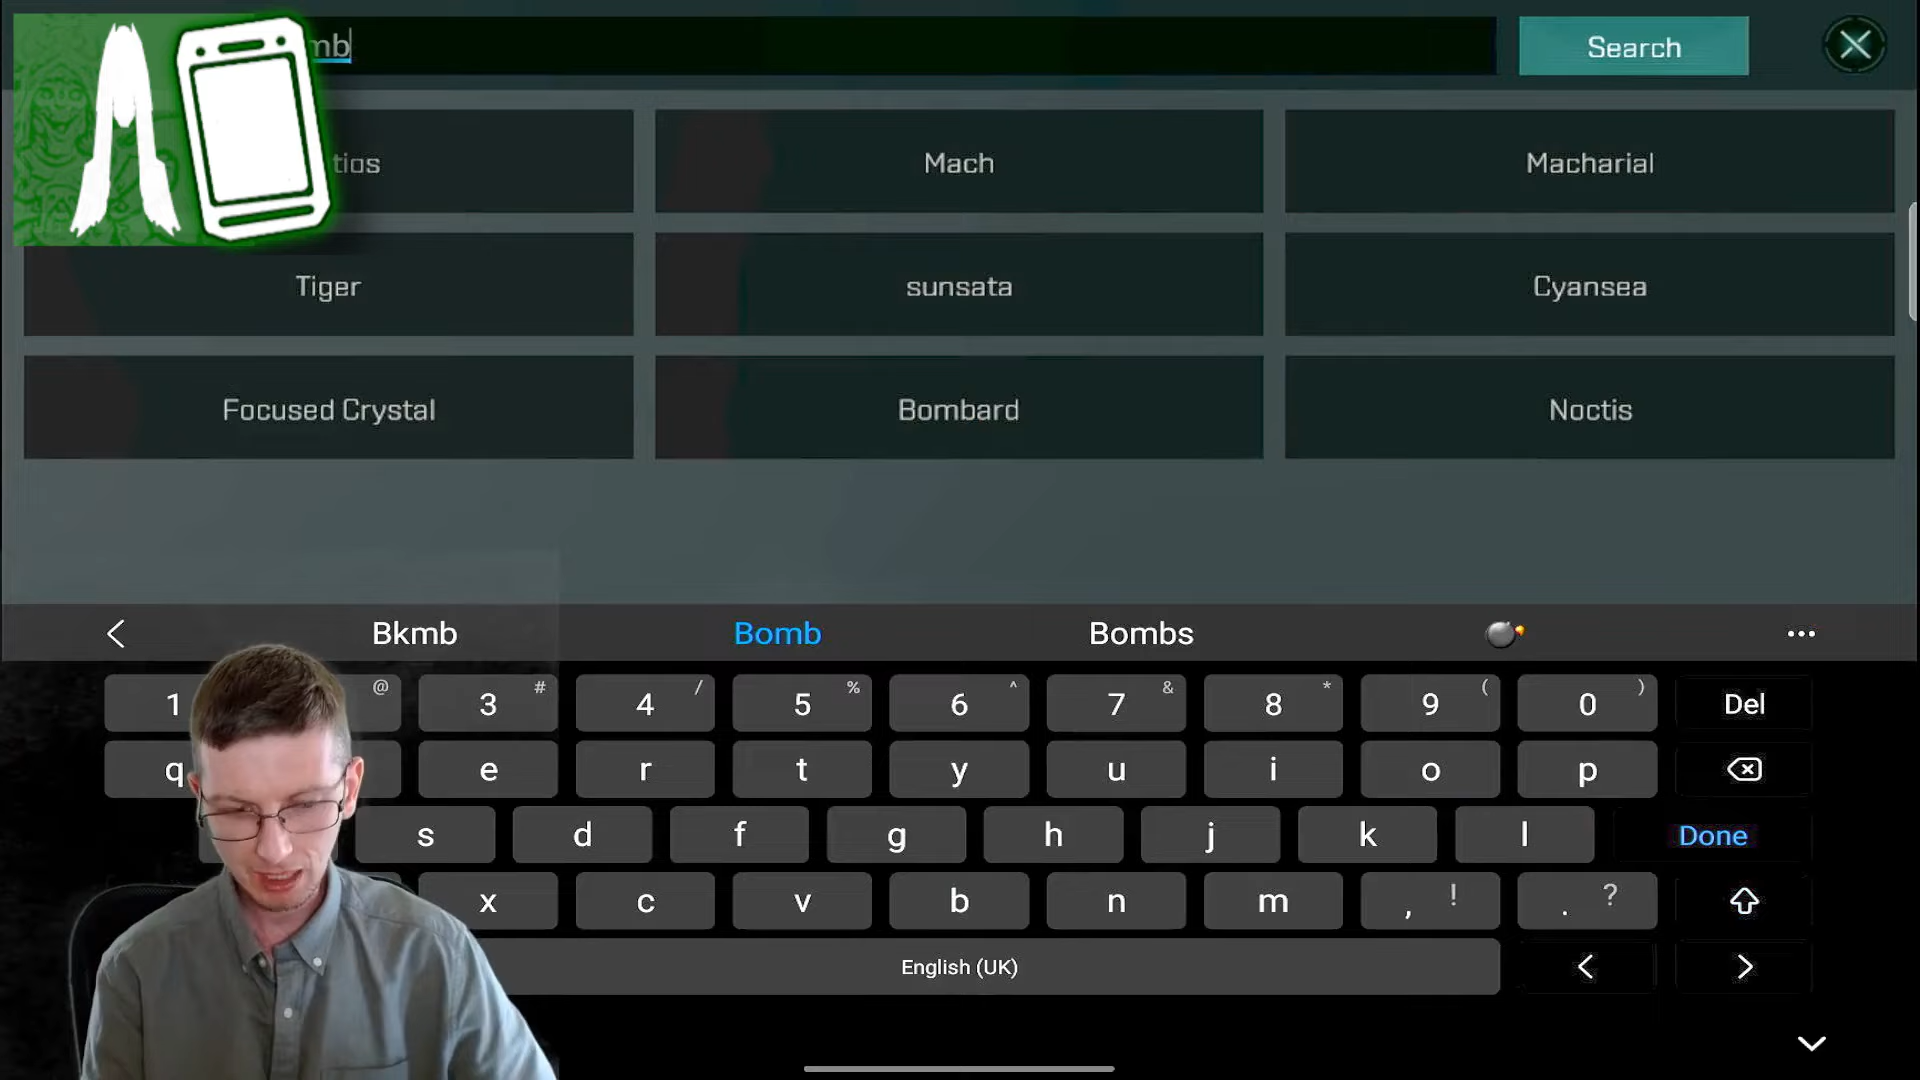 mb
Search
tios
Mach
Macharial
Tiger
sunsata
Cyansea
Focused Crystal
Bombard
Noctis
Bkmb
Bomb
Bombs
...
1 @ 3 # 4 / 5 % 6 ^ 7 & 8 * 9 ( 0 ) Del
q e r t y u i o p
s d f g h j k l Done
x c v b n m , ! . ?
English (UK) < >